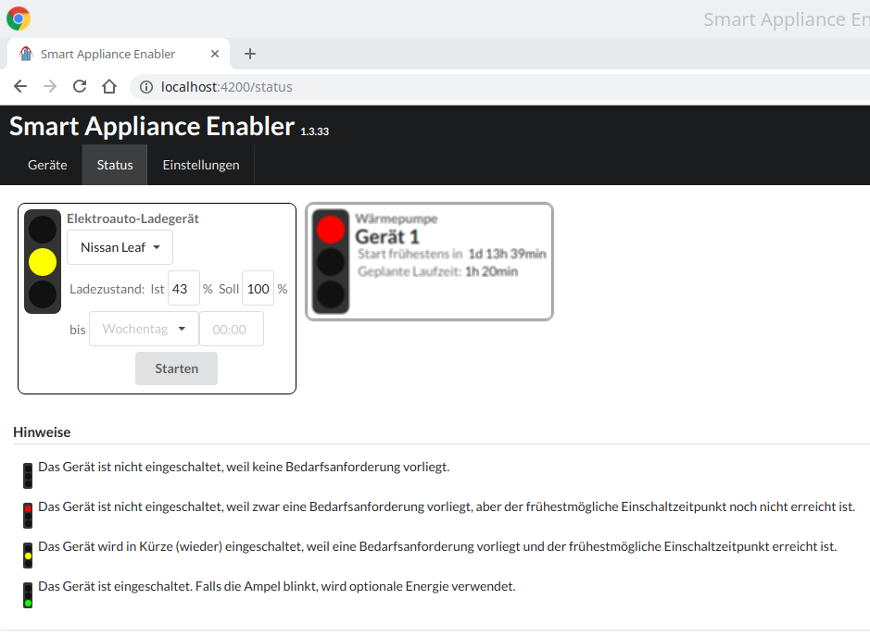 Smart Appliance En
Smart Appliance Enabler
localhost:4200/status
Smart Appliance Enabler 1.3.33
Geräte Status Einstellungen
Elektroauto-Ladegerät
Nissan Leaf
Ladezustand: Ist 43 % Soll 100 %
bis Wochentag 00:00
Starten
Wärmepumpe
Gerät 1
Start frühestens in 1d 13h 39min
Geplante Laufzeit: 1h 20min
Hinweise
Das Gerät ist nicht eingeschaltet, weil keine Bedarfsanforderung vorliegt.
Das Gerät ist nicht eingeschaltet, weil zwar eine Bedarfsanforderung vorliegt, aber der frühestmögliche Einschaltzeitpunkt noch nicht erreicht ist.
Das Gerät wird in Kürze (wieder) eingeschaltet, weil eine Bedarfsanforderung vorliegt und der frühestmögliche Einschaltzeitpunkt erreicht ist.
Das Gerät ist eingeschaltet. Falls die Ampel blinkt, wird optionale Energie verwendet.